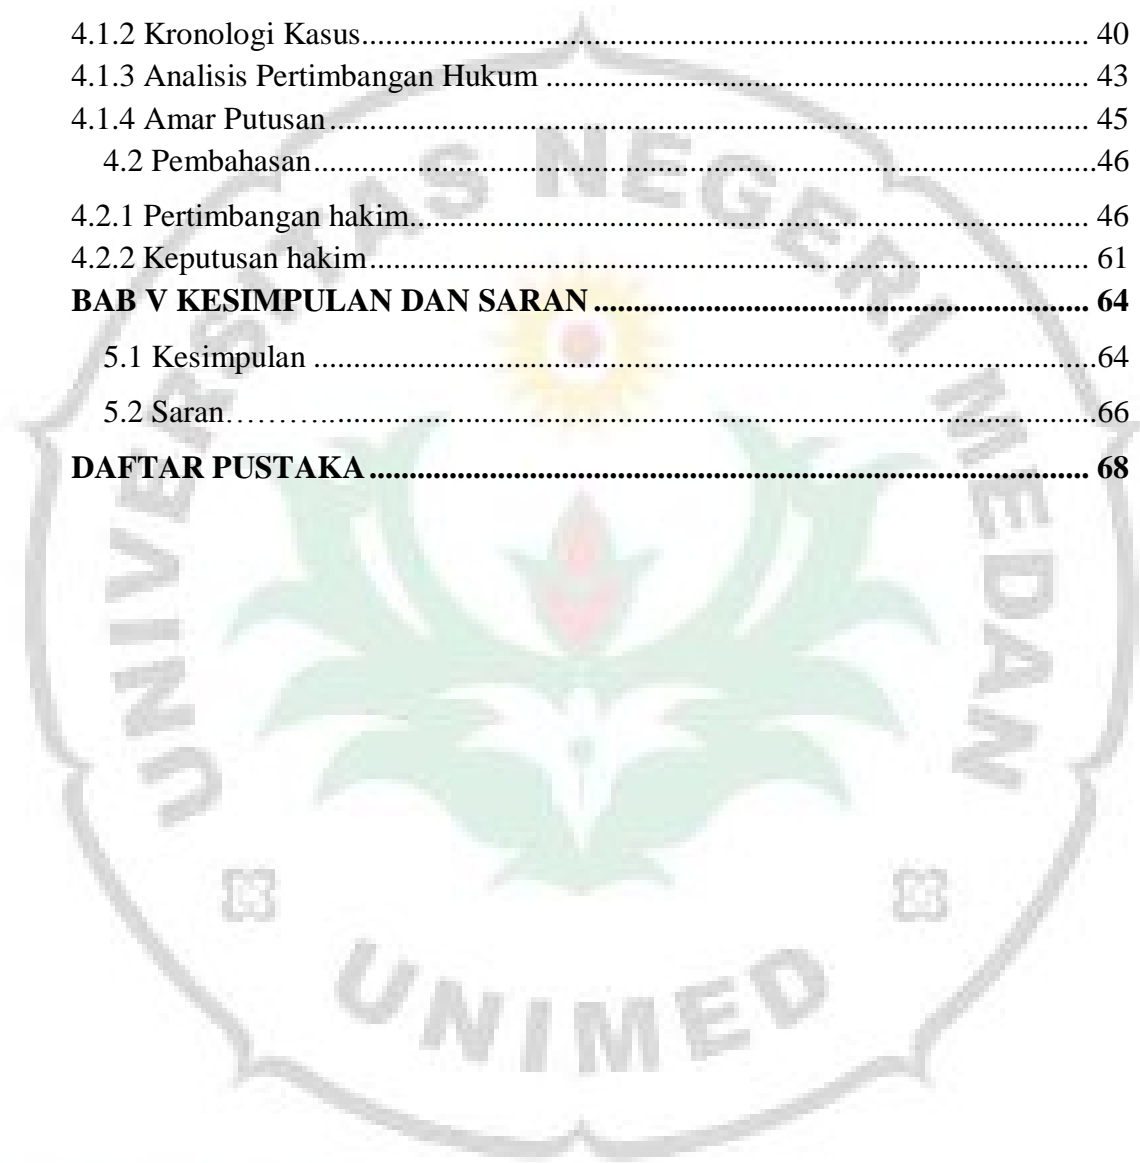 4.1.2 Kronologi Kasus.......................................................................................................... 40
4.1.3 Analisis Pertimbangan Hukum ................................................................................ 43
4.1.4 Amar Putusan.............................................................................................................. 45
4.2 Pembahasan...................................................................................................................46
4.2.1 Pertimbangan hakim................................................................................................... 46
4.2.2 Keputusan hakim......................................................................................................... 61
BAB V KESIMPULAN DAN SARAN ............................................................... 64
5.1 Kesimpulan ...................................................................................................................64
5.2 Saran………...................................................................................................................66
DAFTAR PUSTAKA........................................................................................... 68
UNIVERSITAS NEGERI MEDAN
UNIMED